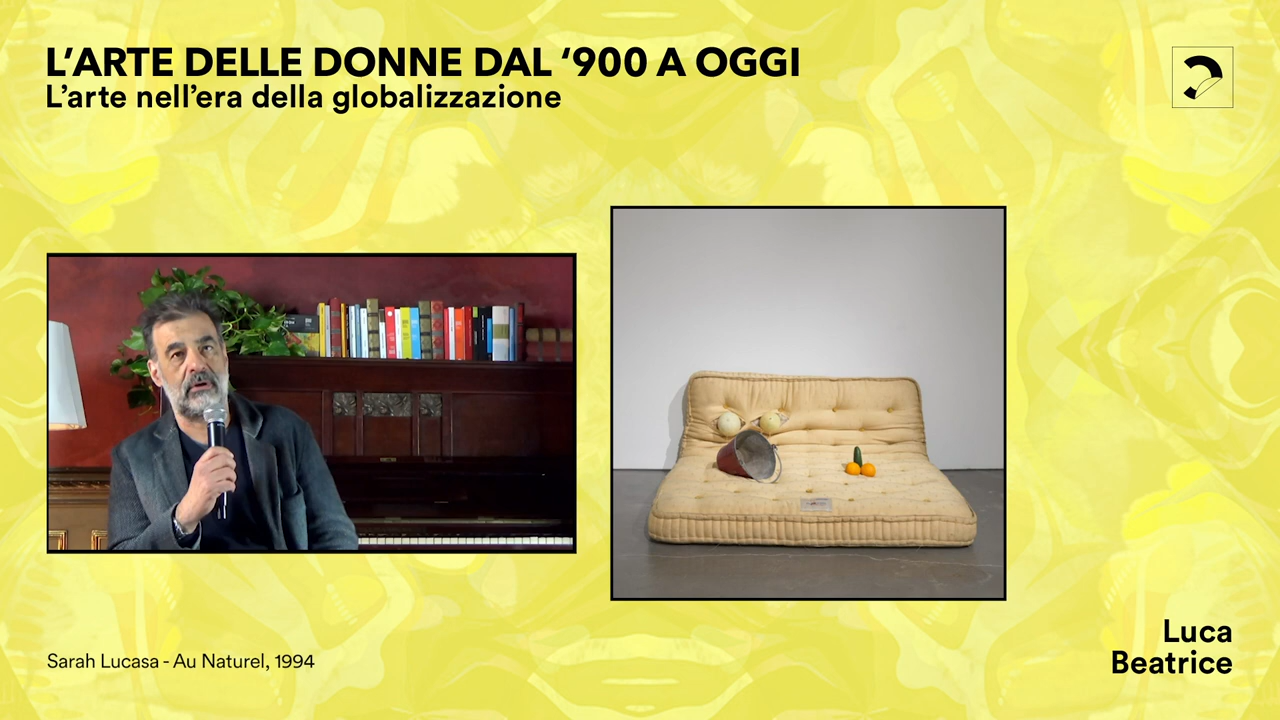 L’ARTE DELLE DONNE DAL ‘900 A OGGI
L’arte nell’era della globalizzazione
Sarah Lucasa - Au Naturel, 1994
Luca
Beatrice